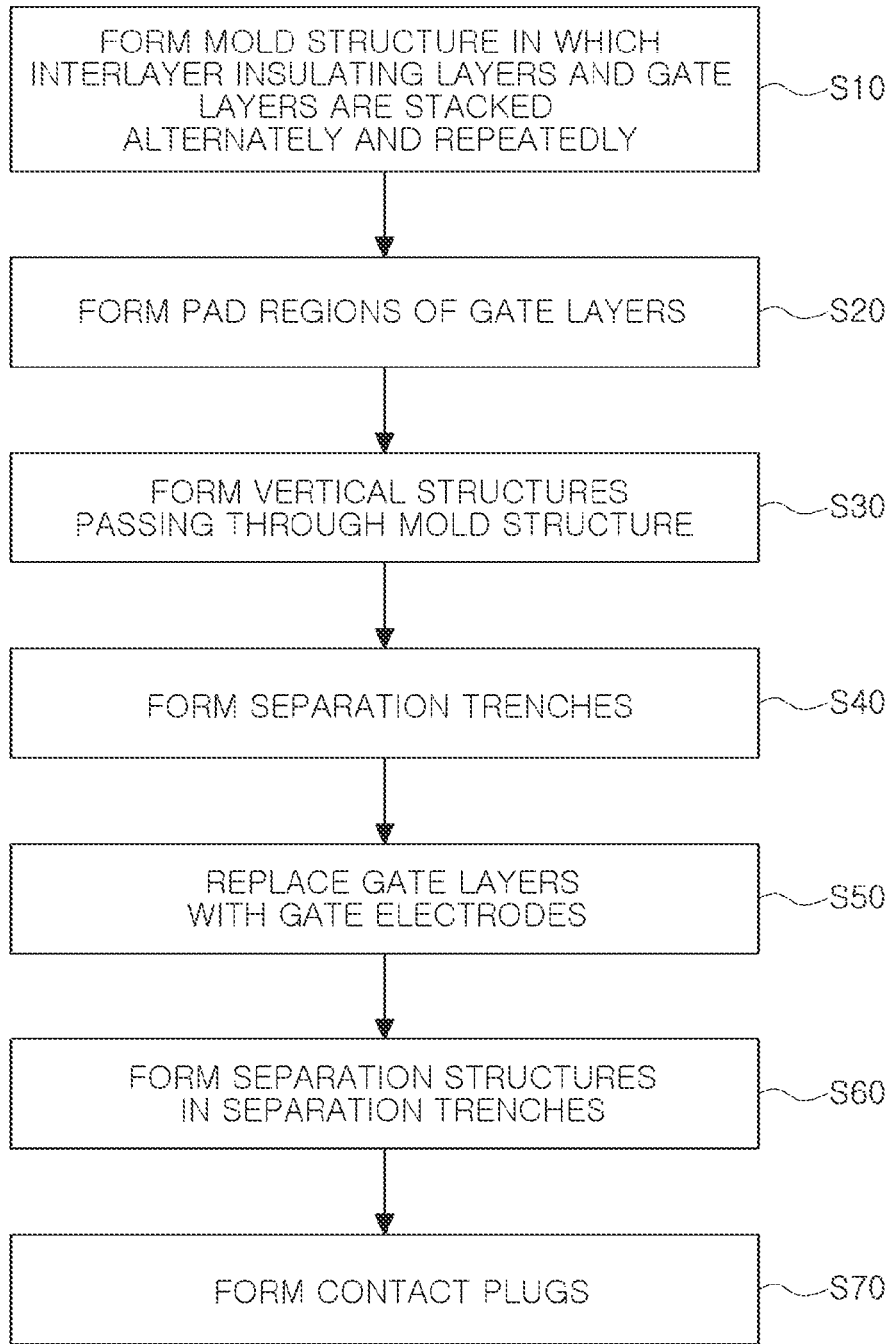 FORM MOLD STRUCTURE IN WHICH
INTERLAYER INSULATING LAYERS AND GATE
LAYERS ARE STACKED
ALTERNATELY AND REPEATEDLY
S10
FORM PAD REGIONS OF GATE LAYERS
S20
FORM VERTICAL STRUCTURES
PASSING THROUGH MOLD STRUCTURE
S30
FORM SEPARATION TRENCHES
S40
REPLACE GATE LAYERS
WITH GATE ELECTRODES
S50
FORM SEPARATION STRUCTURES
IN SEPARATION TRENCHES
S60
FORM CONTACT PLUGS
S70